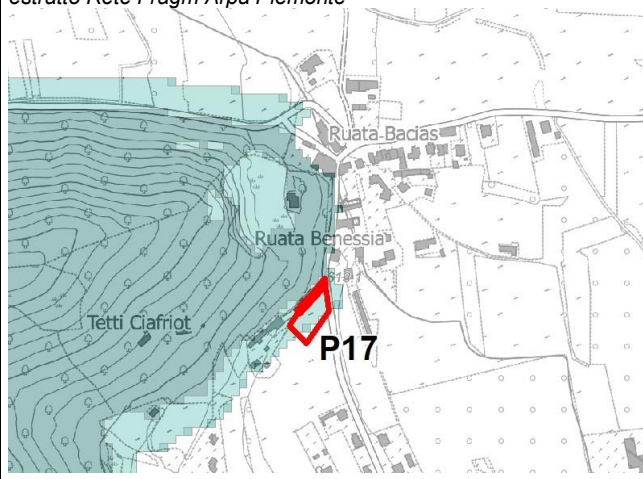 estratto Rete Fragm Arpa Piemonte
Ruata Bacias
Ruata Benessia
Tetti Ciafriot
P17